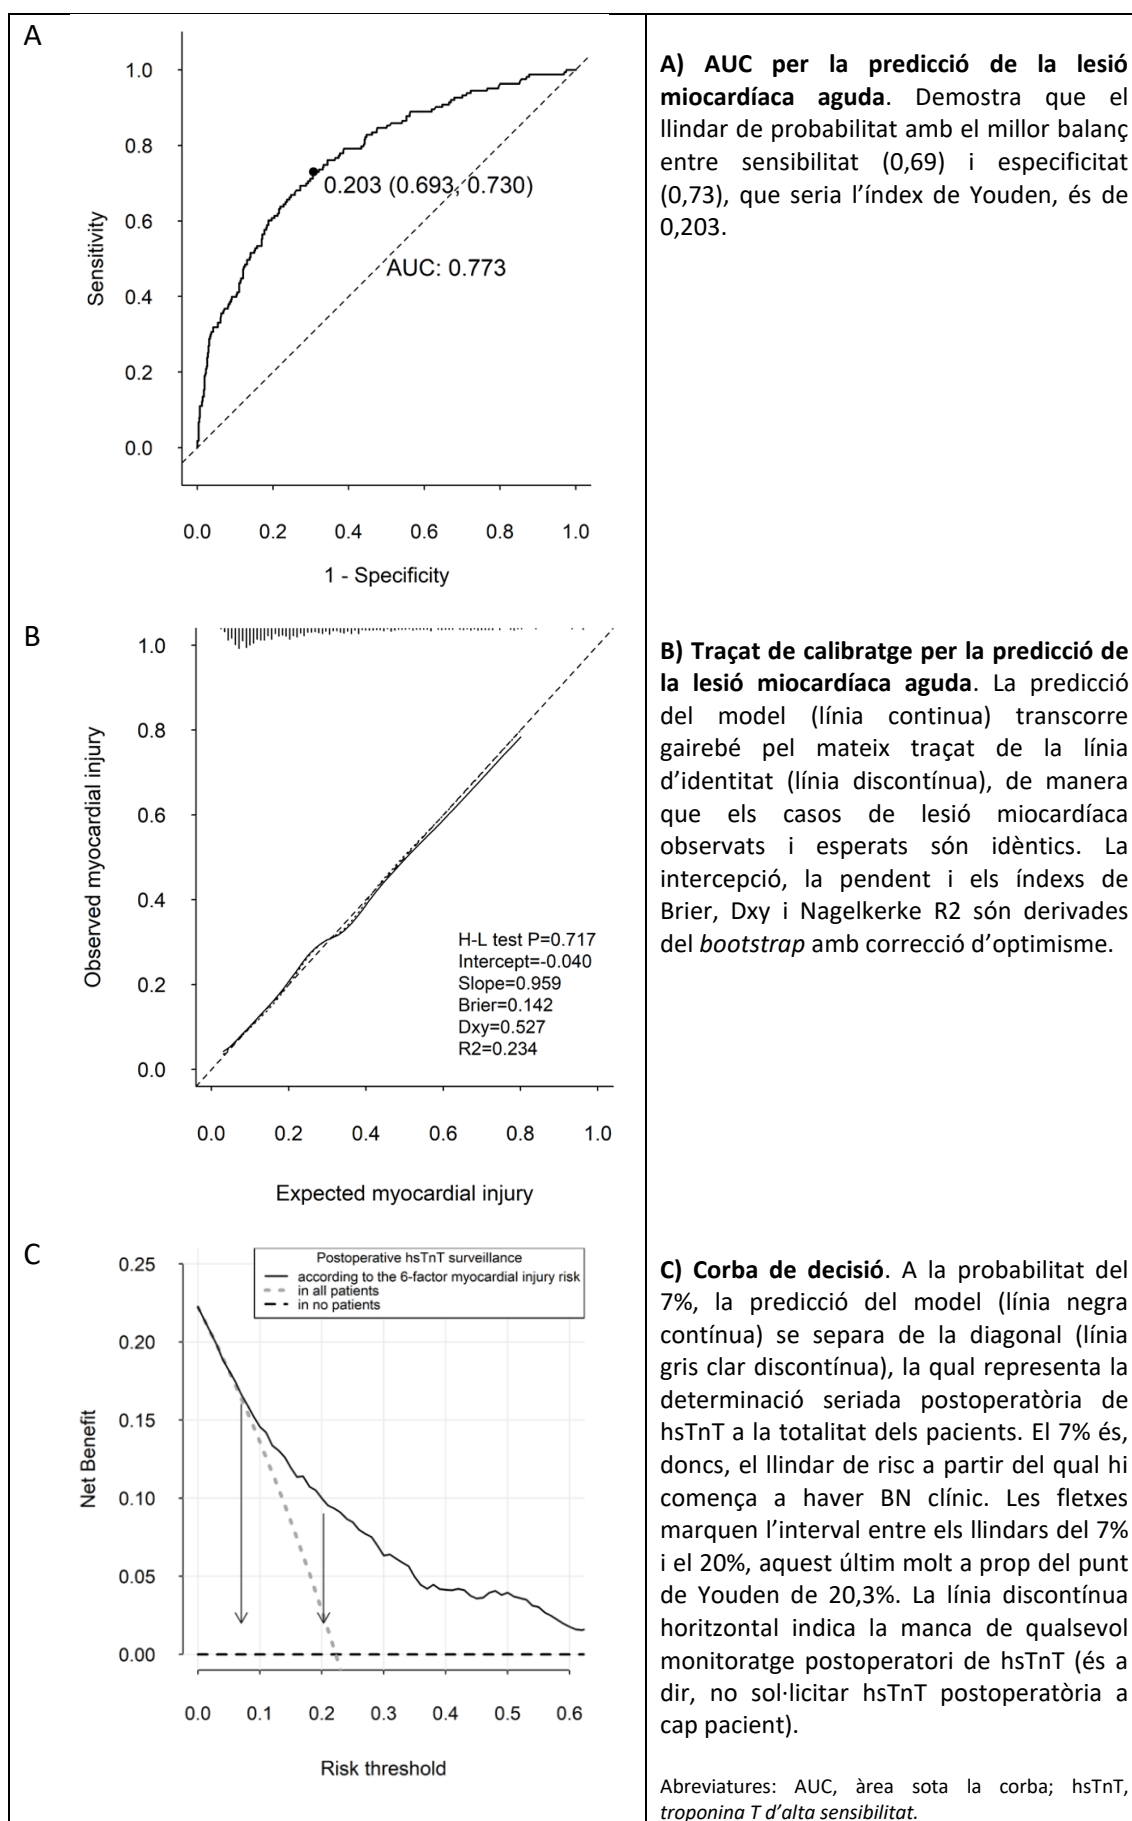 A
1.0
0.8
0.6
0.4
0.2
0.0
Sensitivity
0.203 (0.693, 0.730)
AUC: 0.773
0.0 0.2 0.4 0.6 0.8 1.0
1 - Specificity
A) AUC per la predicció de la lesió
miocardíaca aguda. Demostra que el
llindar de probabilitat amb el millor balanç
entre sensibilitat (0,69) i especificitat
(0,73), que seria l’índex de Youden, és de
0,203.
B
1.0
0.8
0.6
0.4
0.2
0.0
Observed myocardial injury
H-L test P=0.717
Intercept=-0.040
Slope=0.959
Brier=0.142
Dxy=0.527
R2=0.234
0.0 0.2 0.4 0.6 0.8 1.0
Expected myocardial injury
B) Traçat de calibratge per la predicció de
la lesió miocardíaca aguda. La predicció
del model (línia continua) transcorre
gairebé pel mateix traçat de la línia
d’identitat (línia discontínua), de manera
que els casos de lesió miocardíaca
observats i esperats són idèntics. La
intercepció, la pendent i els índexs de
Brier, Dxy i Nagelkerke R2 són derivades
del bootstrap amb correcció d’optimisme.
C
0.25
0.20
0.15
0.10
0.05
0.00
Net Benefit
Postoperative hsTnT surveillance
according to the 6-factor myocardial injury risk
in all patients
in no patients
0.0 0.1 0.2 0.3 0.4 0.5 0.6
Risk threshold
C) Corba de decisió. A la probabilitat del
7%, la predicció del model (línia negra
contínua) se separa de la diagonal (línia
gris clar discontínua), la qual representa la
determinació seriada postoperatòria de
hsTnT a la totalitat dels pacients. El 7% és,
doncs, el llindar de risc a partir del qual hi
comença a haver BN clínic. Les fletxes
marquen l’interval entre els llindars del 7%
i el 20%, aquest últim molt a prop del punt
de Youden de 20,3%. La línia discontínua
horitzontal indica la manca de qualsevol
monitoratge postoperatori de hsTnT (és a
dir, no sol·licitar hsTnT postoperatòria a
cap pacient).
Abreviatures: AUC, àrea sota la corba; hsTnT,
troponina T d’alta sensibilitat.